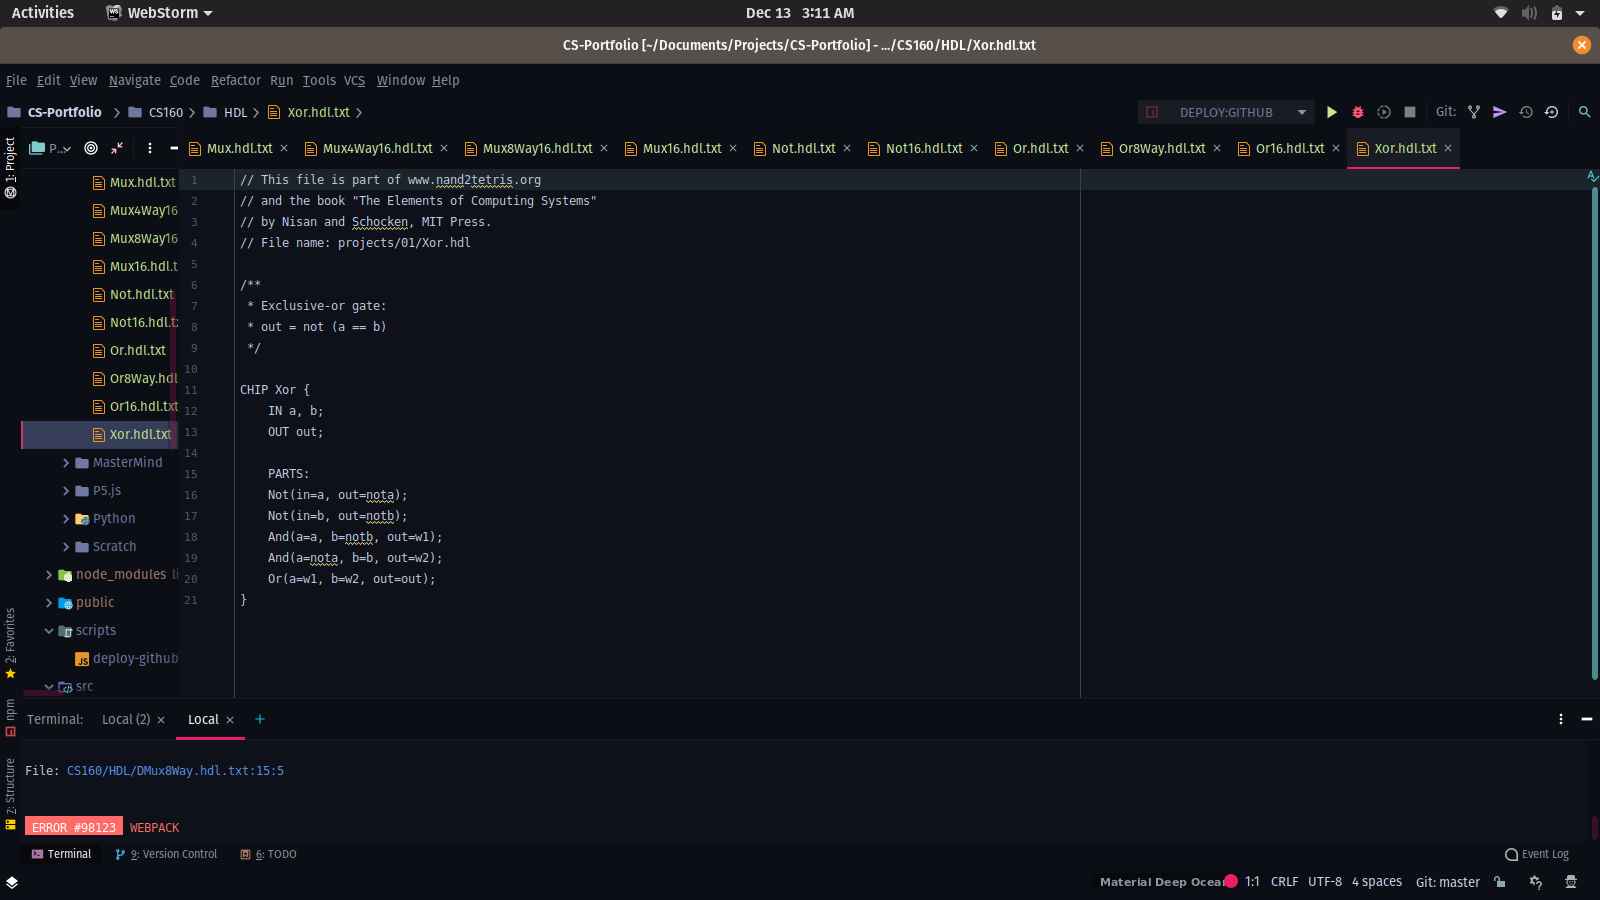 Activities WebStorm Dec 13 3:11 AM
CS-Portfolio [~/Documents/Projects/CS-Portfolio] - .../CS160/HDL/Xor.hdl.txt
File Edit View Navigate Code Refactor Run Tools VCS Window Help
CS-Portfolio CS160 HDL Xor.hdl.txt DEPLOY:GITHUB Git:
1: Project
P... Mux.hdl.txt Mux4Way16.hdl.txt Mux8Way16.hdl.txt Mux16.hdl.txt Not.hdl.txt Not16.hdl.txt Or.hdl.txt Or8Way.hdl.txt Or16.hdl.txt Xor.hdl.txt
Mux.hdl.txt
Mux4Way16
Mux8Way16
Mux16.hdl.t
Not.hdl.txt
Not16.hdl.t
Or.hdl.txt
Or8Way.hdl
Or16.hdl.txt
Xor.hdl.txt
MasterMind
P5.js
Python
Scratch
node_modules li
public
scripts
deploy-github
src
1 // This file is part of www.nand2tetris.org
2 // and the book "The Elements of Computing Systems"
3 // by Nisan and Schocken, MIT Press.
4 // File name: projects/01/Xor.hdl
5
6 /**
7 * Exclusive-or gate:
8 * out = not (a == b)
9 */
10
11 CHIP Xor {
12 IN a, b;
13 OUT out;
14
15 PARTS:
16 Not(in=a, out=nota);
17 Not(in=b, out=notb);
18 And(a=a, b=notb, out=w1);
19 And(a=nota, b=b, out=w2);
20 Or(a=w1, b=w2, out=out);
21 }
2: Favorites
npm
7: Structure
Terminal: Local (2) Local +
File: CS160/HDL/DMux8Way.hdl.txt:15:5
ERROR #98123 WEBPACK
Terminal 9: Version Control 6: TODO Event Log
Material Deep Ocea 1:1 CRLF UTF-8 4 spaces Git: master